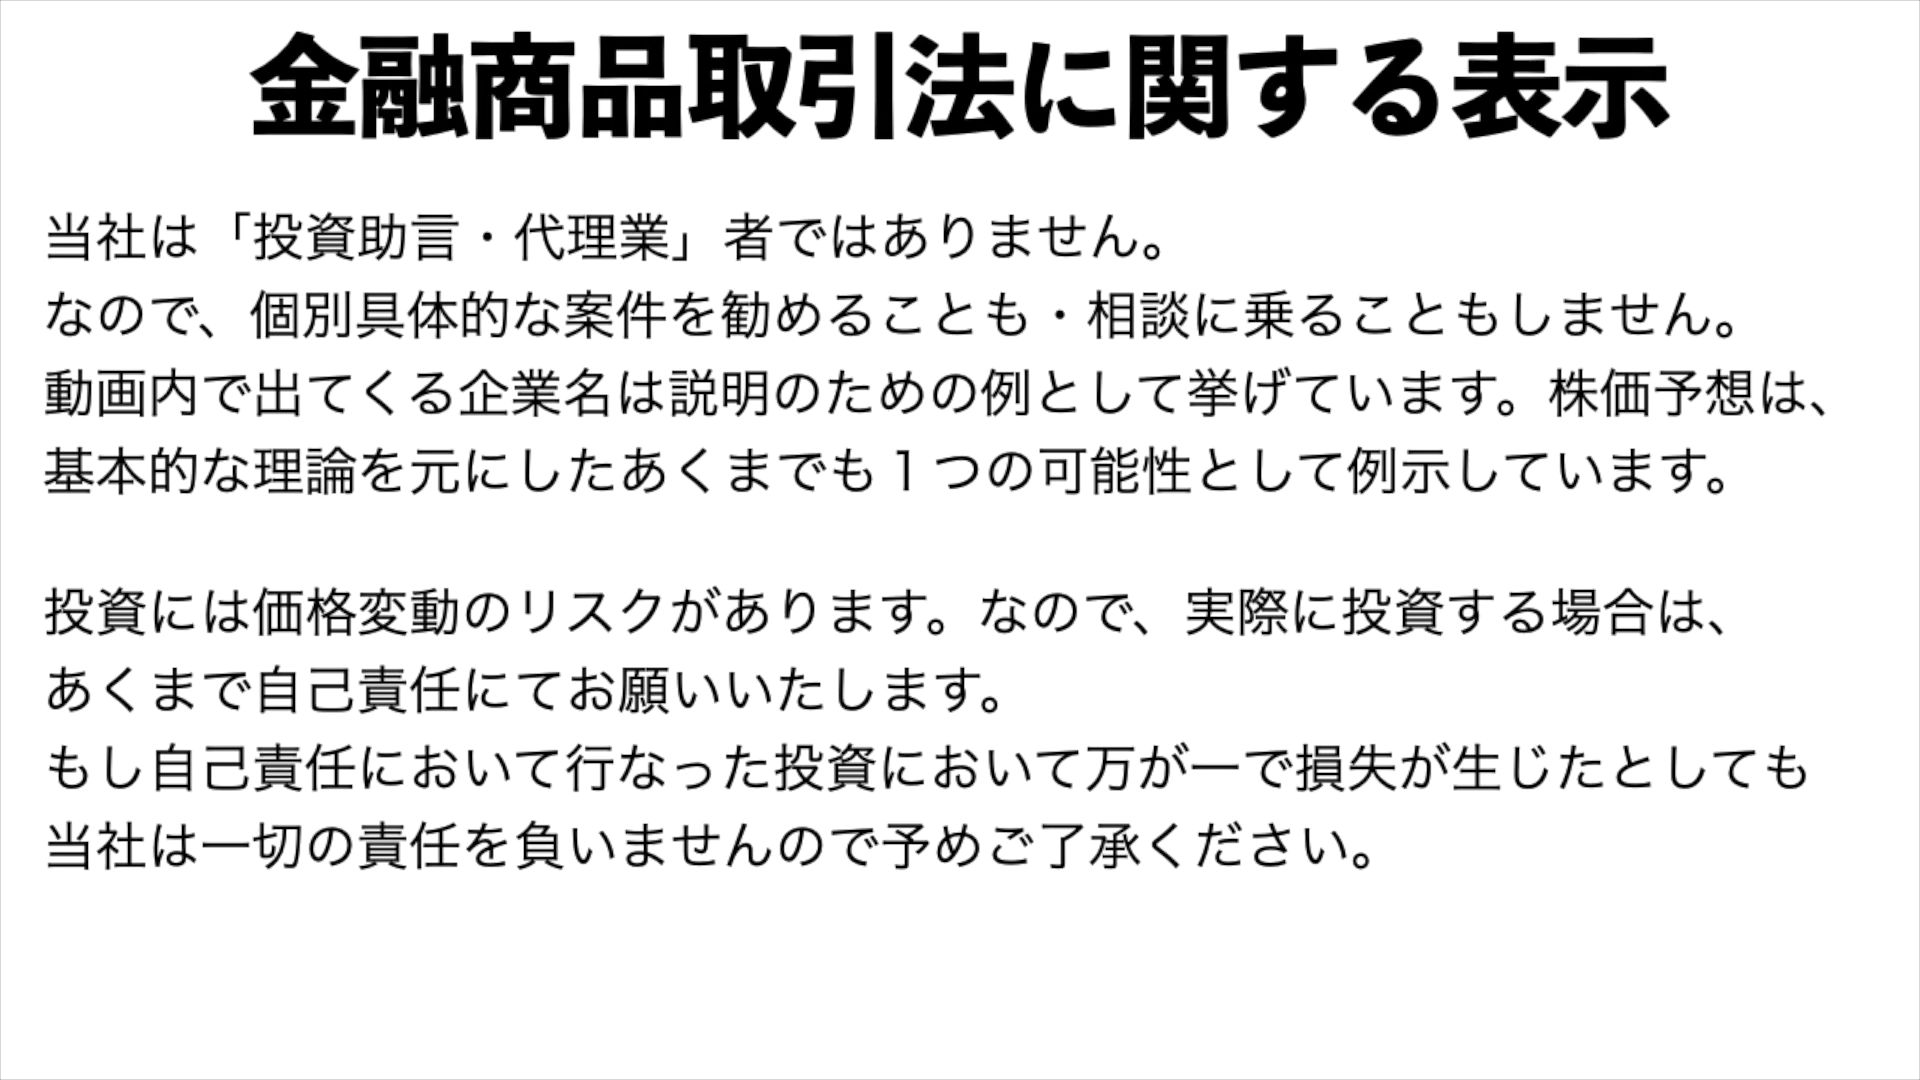 金融商品取引法に関する表示
当社は「投資助言・代理業」者ではありません。
なので、個別具体的な案件を勧めることも・相談に乗ることもしません。
動画内で出てくる企業名は説明のための例として挙げています。株価予想は、
基本的な理論を元にしたあくまでも１つの可能性として例示しています。
投資には価格変動のリスクがあります。なので、実際に投資する場合は、
あくまで自己責任にてお願いいたします。
もし自己責任において行なった投資において万が一で損失が生じたとしても
当社は一切の責任を負いませんので予めご了承ください。